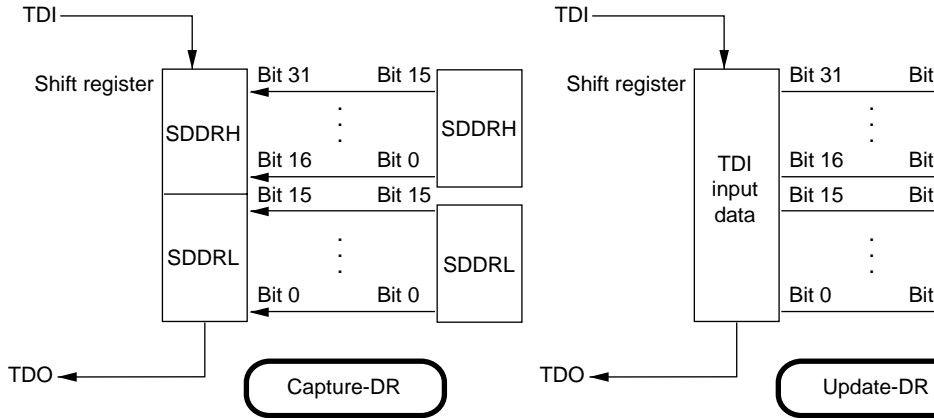 TDI
Shift register
SDDRH
SDDRL
Bit 31 Bit 15
.
.
.
Bit 16 Bit 0
Bit 15 Bit 15
.
.
.
Bit 0 Bit 0
SDDRH
SDDRL
TDO
Capture-DR
TDI
Shift register
TDI
input
data
Bit 31 Bit
.
.
.
Bit 16 Bit
Bit 15 Bit
.
.
.
Bit 0 Bit
TDO
Update-DR